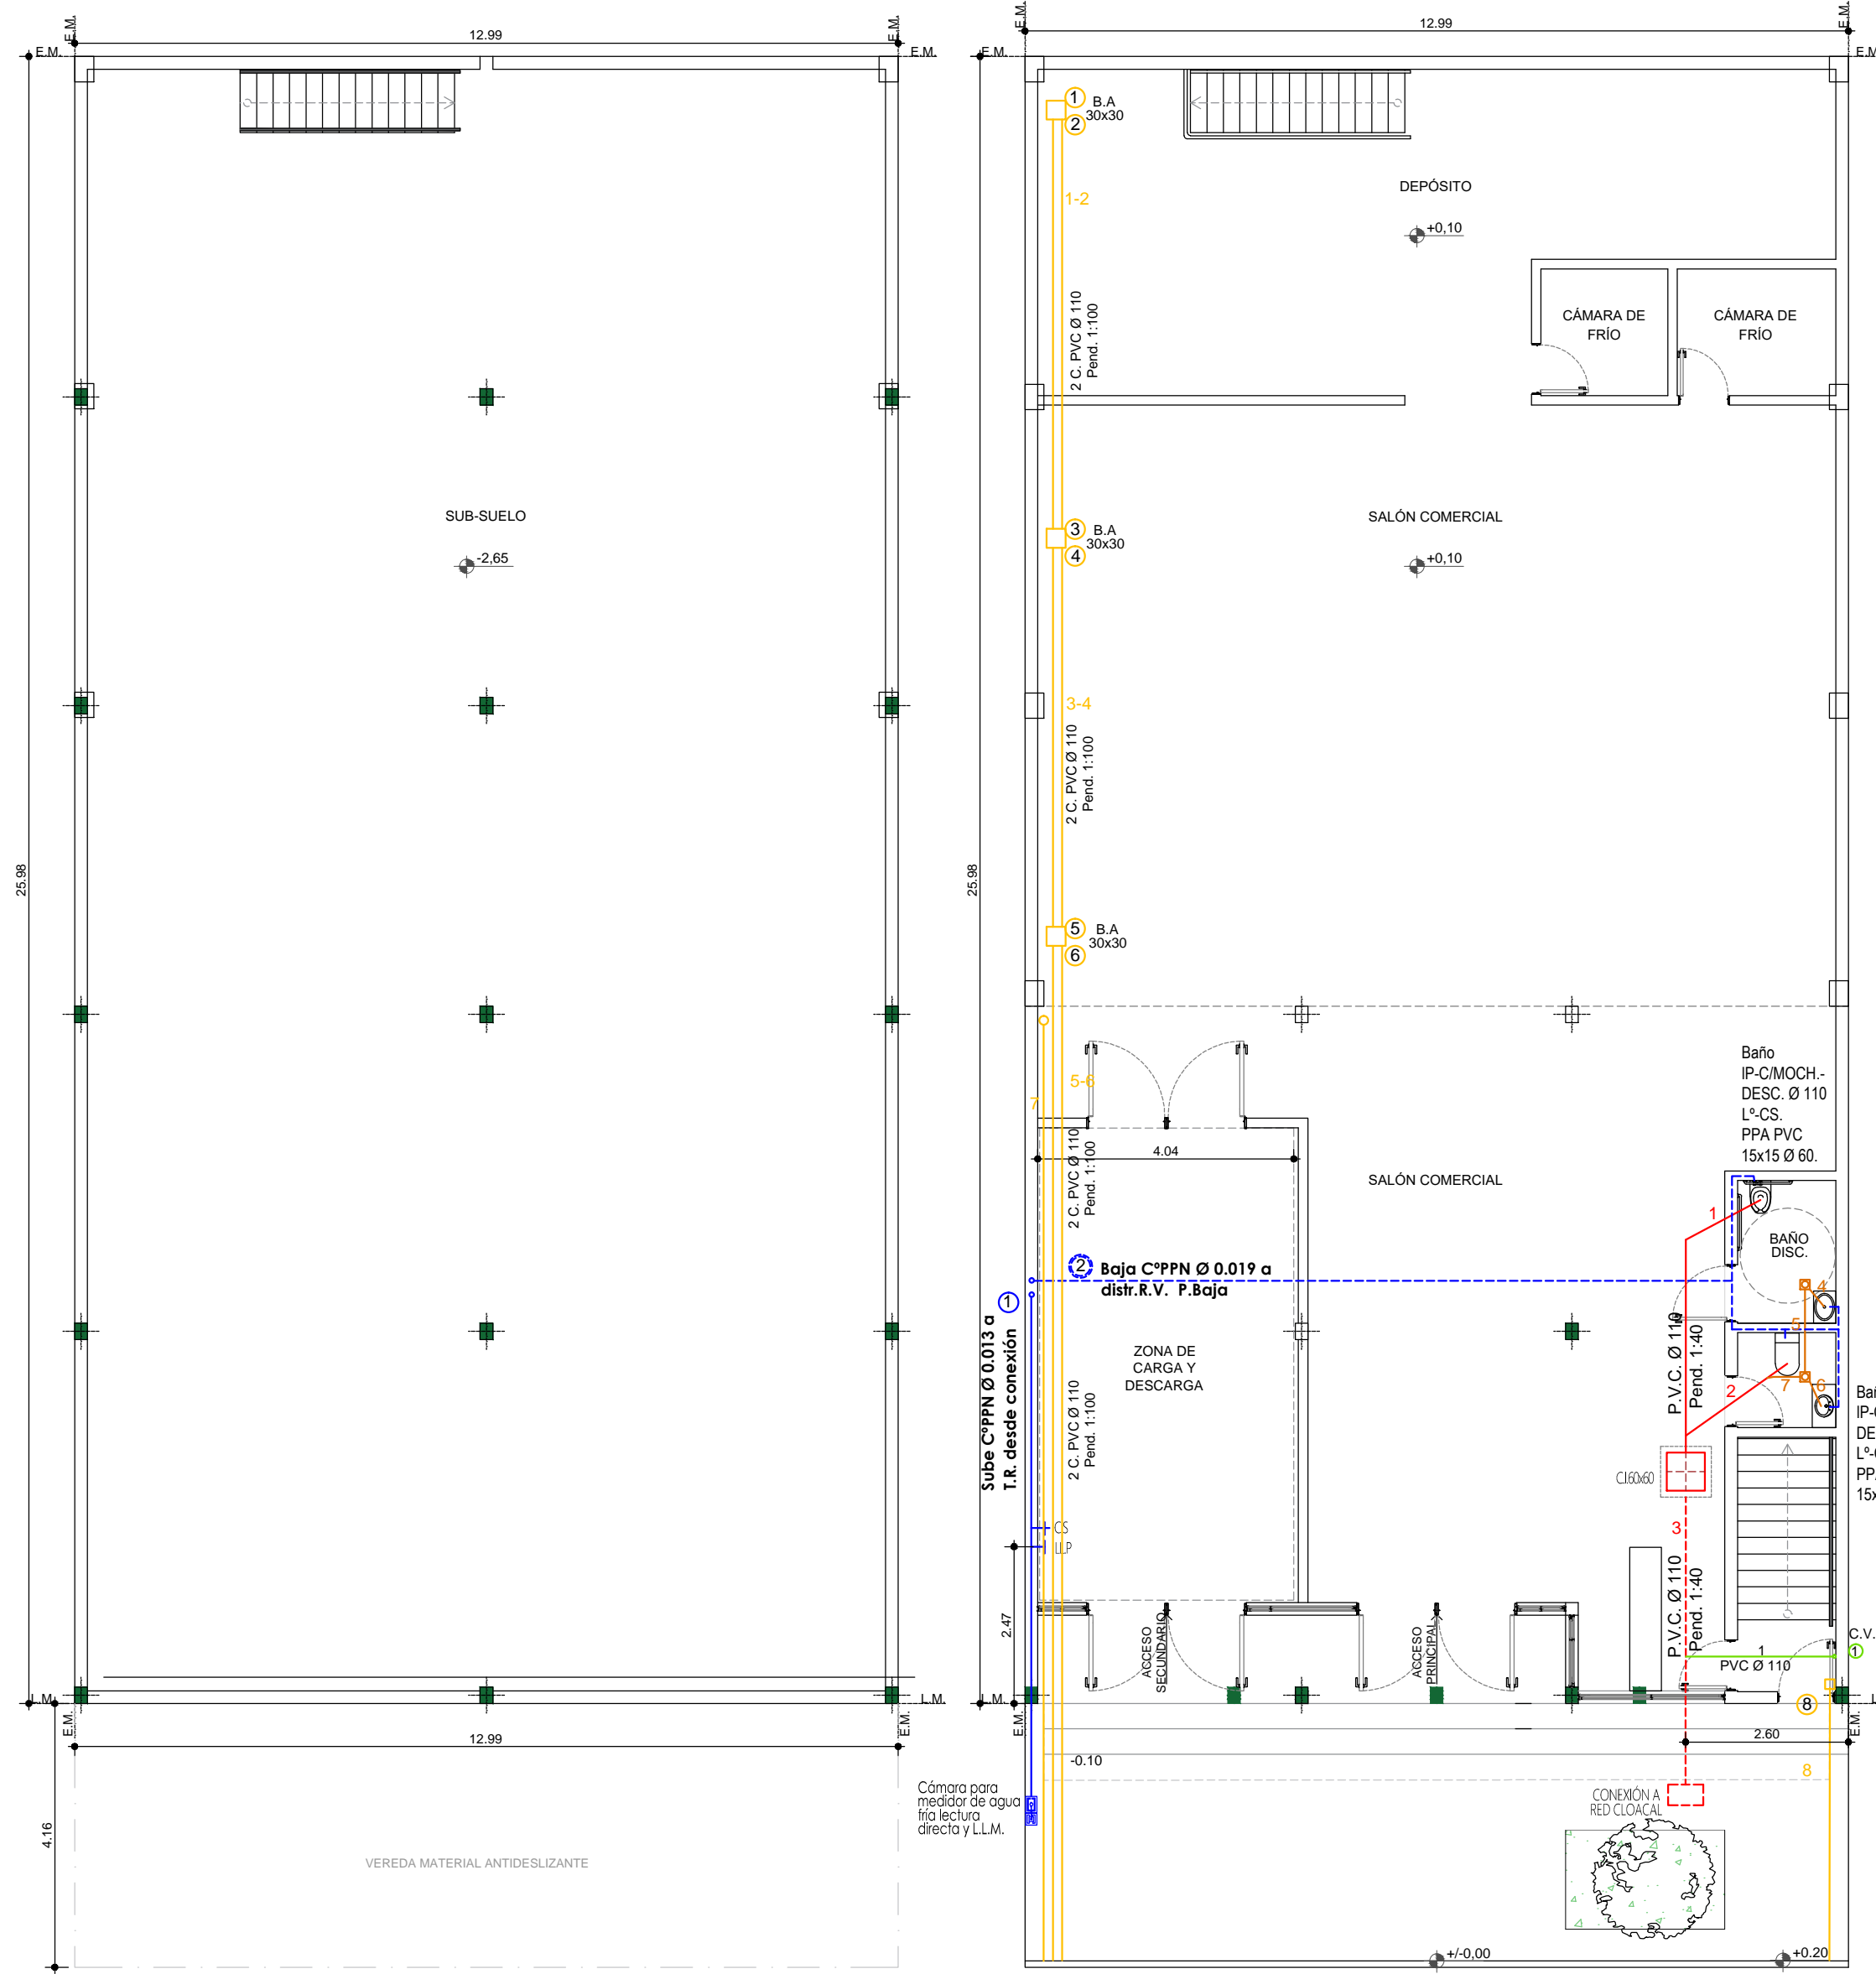 E.M.
E.M.
12.99
E.M.
E.M.
25.98
SUB-SUELO
-2,65
L.M.
L.M.
E.M.
E.M.
12.99
4.16
VEREDA MATERIAL ANTIDESLIZANTE
E.M.
E.M.
12.99
E.M.
E.M
25.98
1
B.A
30x30
2
1-2
2 C. PVC Ø 110
Pend. 1:100
DEPÓSITO
+0,10
CÁMARA DE
FRÍO
CÁMARA DE
FRÍO
3
B.A
30x30
4
SALÓN COMERCIAL
+0,10
3-4
2 C. PVC Ø 110
Pend. 1:100
5
B.A
30x30
6
5-6
7
2 C. PVC Ø 110
Pend. 1:100
4.04
Baño
IP-C/MOCH.-
DESC. Ø 110
Lº-CS.
PPA PVC
15x15 Ø 60.
SALÓN COMERCIAL
1
BAÑO
DISC.
2
Baja CºPPN Ø 0.019 a
distr.R.V. P.Baja
1
Sube CºPPN Ø 0.013 a
T.R. desde conexión
ZONA DE
CARGA Y
DESCARGA
2 C. PVC Ø 110
Pend. 1:100
4
5
P.V.C. Ø 110
Pend. 1:40
2
7
6
C.I.60x60
3
P.V.C. Ø 110
Pend. 1:40
CS
LL.P
2.47
ACCESO
SECUNDARIO
ACCESO
PRINCIPAL
C.V.
1
1
PVC Ø 110
8
L.M.
E.M.
E.M.
2.60
-0.10
8
Cámara para
medidor de agua
fría lectura
directa y L.L.M.
CONEXIÓN A
RED CLOACAL
+/-0,00
+0.20